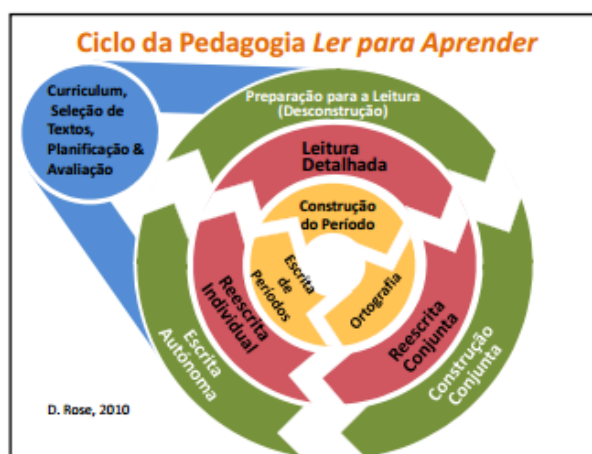 Ciclo da Pedagogia Ler para Aprender
Curriculum,
Seleção de
Textos,
Planificação &
Avaliação
Preparação para a Leitura
(Desconstrução)
Leitura
Detalhada
Construção
do Período
Escrita
de
Períodos
Ortografia
Reescrita
Individual
Reescrita
Conjunta
Escrita
Autónoma
Construção
Conjunta
D. Rose, 2010